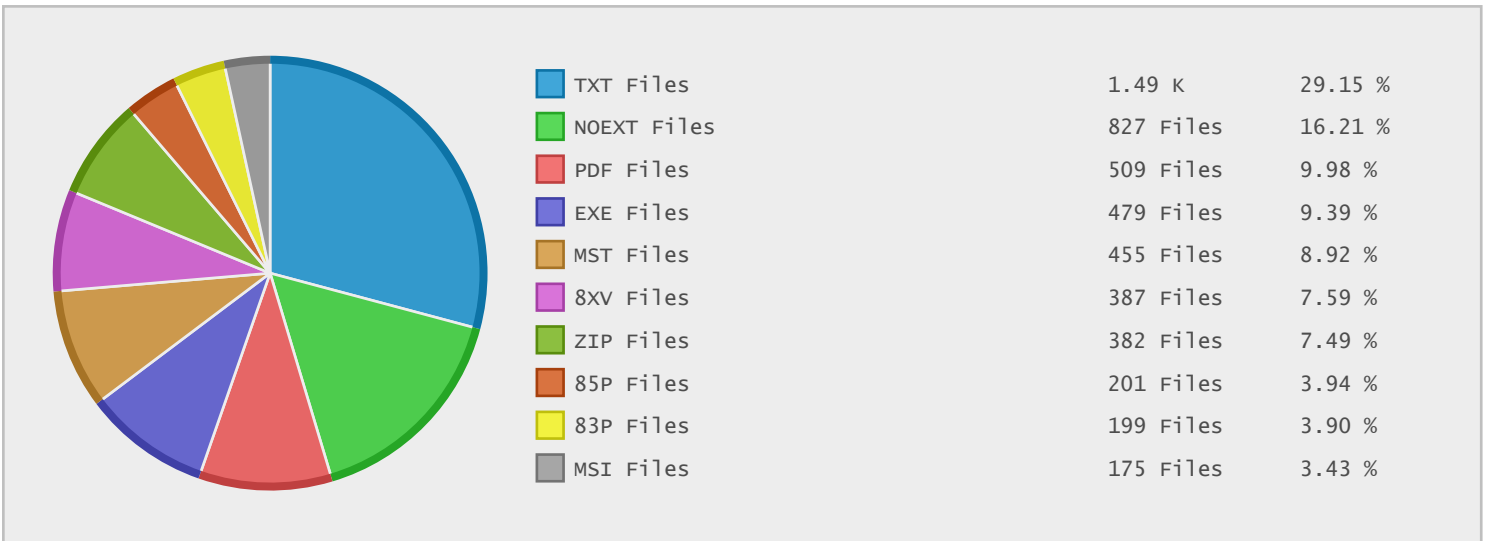 TXT Files 1.49 K 29.15 %
NOEXT Files 827 Files 16.21 %
PDF Files 509 Files 9.98 %
EXE Files 479 Files 9.39 %
MST Files 455 Files 8.92 %
8XV Files 387 Files 7.59 %
ZIP Files 382 Files 7.49 %
85P Files 201 Files 3.94 %
83P Files 199 Files 3.90 %
MSI Files 175 Files 3.43 %